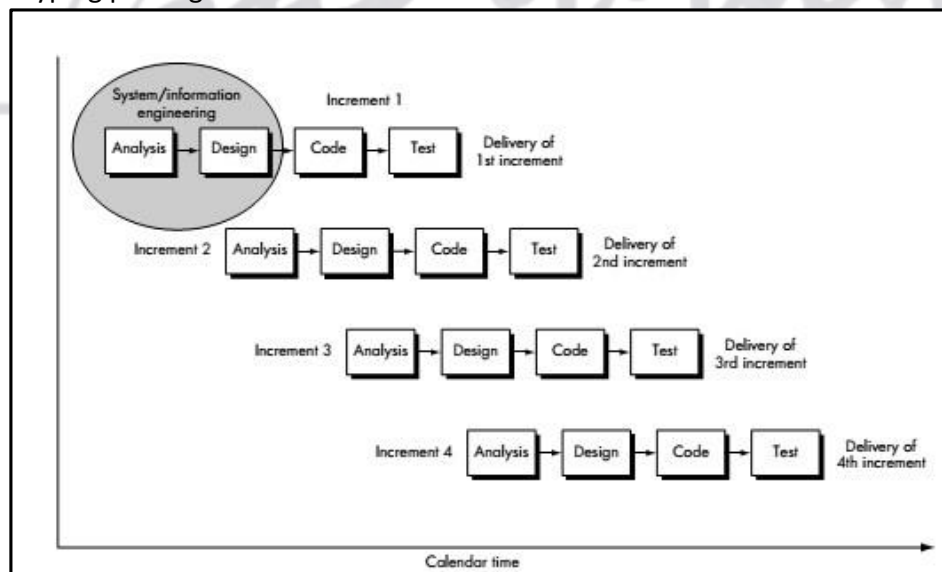 System/information
engineering
Increment 1
Analysis
Design
Code
Test
Delivery of
1st increment
Increment 2
Analysis
Design
Code
Test
Delivery of
2nd increment
Increment 3
Analysis
Design
Code
Test
Delivery of
3rd increment
Increment 4
Analysis
Design
Code
Test
Delivery of
4th increment
Calendar time